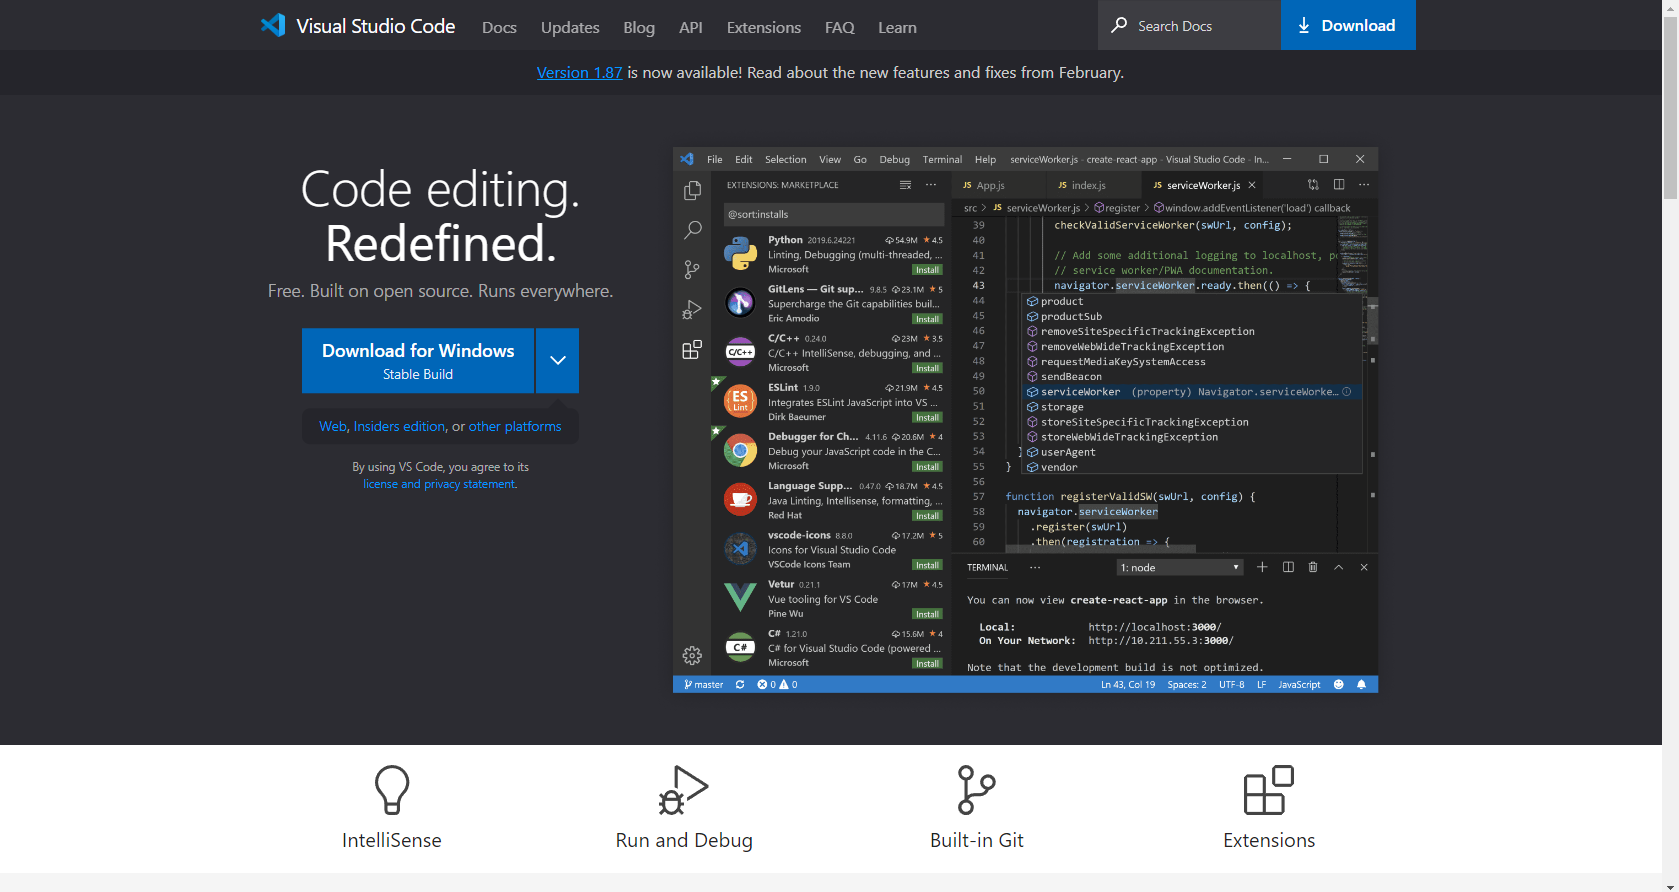 Visual Studio Code Docs Updates Blog API Extensions FAQ Learn Search Docs Download
Version 1.87 is now available! Read about the new features and fixes from February.
Code editing.
Redefined.
Free. Built on open source. Runs everywhere.
Download for Windows
Stable Build
Web, Insiders edition, or other platforms
By using VS Code, you agree to its
license and privacy statement.
File Edit Selection View Go Debug Terminal Help serviceWorker.js - create-react-app - Visual Studio Code - In...
EXTENSIONS: MARKETPLACE
@sort:installs
Python 2019.6.24221 54.9M 4.5
Linting, Debugging (multi-threaded, ...
Microsoft Install
GitLens — Git sup... 9.8.5 23.1M 5
Supercharge the Git capabilities buil...
Eric Amodio Install
C/C++ 0.24.0 23M 3.5
C/C++ IntelliSense, debugging, and ...
Microsoft Install
ESLint 1.9.0 21.9M 4.5
Integrates ESLint JavaScript into VS ...
Dirk Baeumer Install
Debugger for Ch... 4.11.6 20.6M 4
Debug your JavaScript code in the C...
Microsoft Install
Language Supp... 0.47.0 18.7M 4.5
Java Linting, Intellisense, formatting, ...
Red Hat Install
vscode-icons 8.8.0 17.2M 5
Icons for Visual Studio Code
VSCode Icons Team Install
Vetur 0.21.1 17M 4.5
Vue tooling for VS Code
Pine Wu Install
C# 1.21.0 15.6M 4
C# for Visual Studio Code (powered ...
Microsoft Install
C/C++
ES
Lint
C#
JS App.js JS index.js JS serviceWorker.js
src > JS serviceWorker.js > register > window.addEventListener('load') callback
39 checkValidServiceWorker(swUrl, config);
40
41 // Add some additional logging to localhost, p
42 // service worker/PWA documentation.
43 navigator.serviceWorker.ready.then(() => {
44 product
45 productSub
46 removeSiteSpecificTrackingException
47 removeWebWideTrackingException
48 requestMediaKeySystemAccess
49 sendBeacon
50 serviceWorker (property) Navigator.serviceWorke...
51 storage
52 storeSiteSpecificTrackingException
53 storeWebWideTrackingException
54 } userAgent
55 } vendor
56
57 function registerValidSW(swUrl, config) {
58 navigator.serviceWorker
59 .register(swUrl)
60 .then(registration => {
TERMINAL ... 1: node
You can now view create-react-app in the browser.
Local: http://localhost:3000/
On Your Network: http://10.211.55.3:3000/
Note that the development build is not optimized.
master 0 0 Ln 43, Col 19 Spaces: 2 UTF-8 LF JavaScript
IntelliSense Run and Debug Built-in Git Extensions